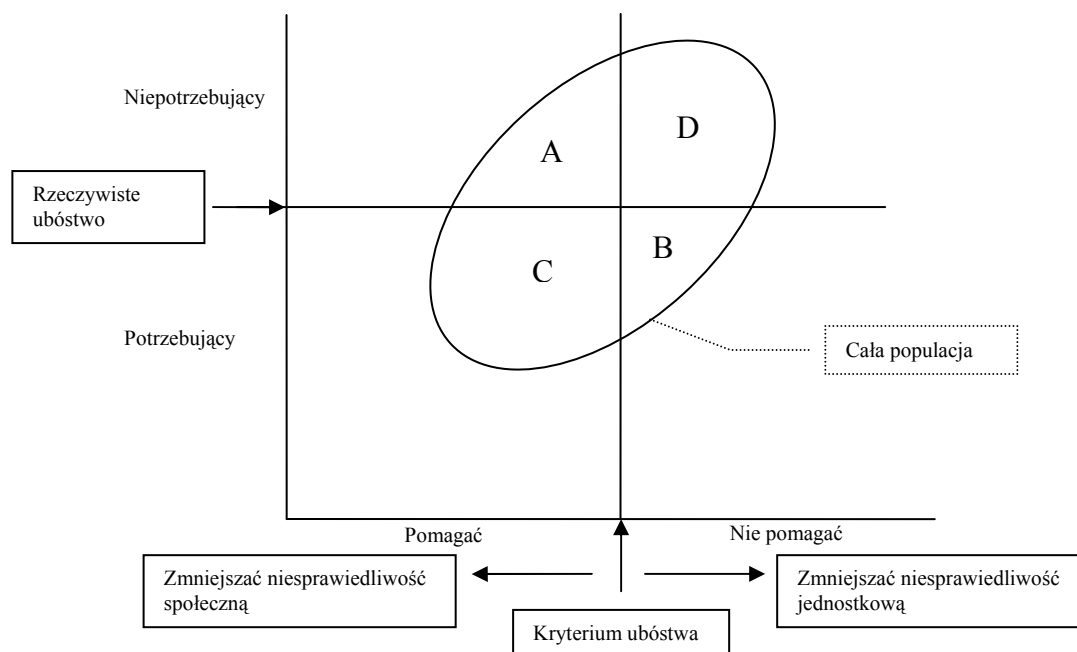 Niepotrzebujący
A
D
Rzeczywiste
ubóstwo
C
B
Potrzebujący
Cała populacja
Pomagać
Nie pomagać
Zmniejszać niesprawiedliwość
społeczną
Zmniejszać niesprawiedliwość
jednostkową
Kryterium ubóstwa